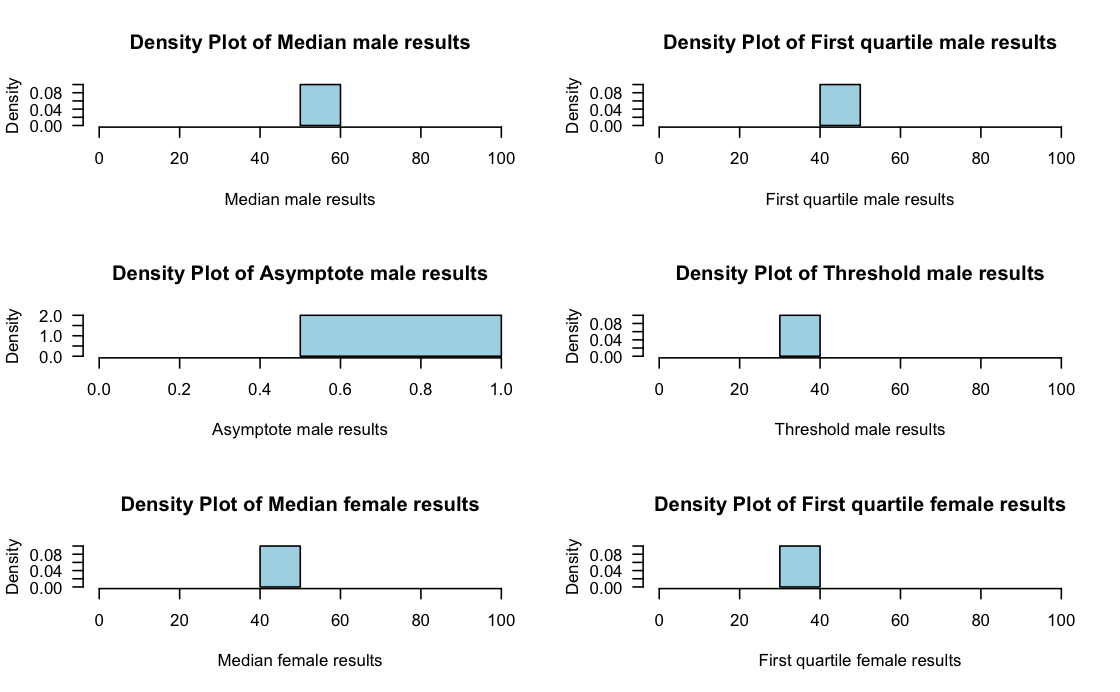 Density Plot of Median male results
Density
0.08
0.04
0.00
0 20 40 60 80 100
Median male results
Density Plot of First quartile male results
Density
0.08
0.04
0.00
0 20 40 60 80 100
First quartile male results
Density Plot of Asymptote male results
Density
2.0
1.0
0.0
0.0 0.2 0.4 0.6 0.8 1.0
Asymptote male results
Density Plot of Threshold male results
Density
0.08
0.04
0.00
0 20 40 60 80 100
Threshold male results
Density Plot of Median female results
Density
0.08
0.04
0.00
0 20 40 60 80 100
Median female results
Density Plot of First quartile female results
Density
0.08
0.04
0.00
0 20 40 60 80 100
First quartile female results